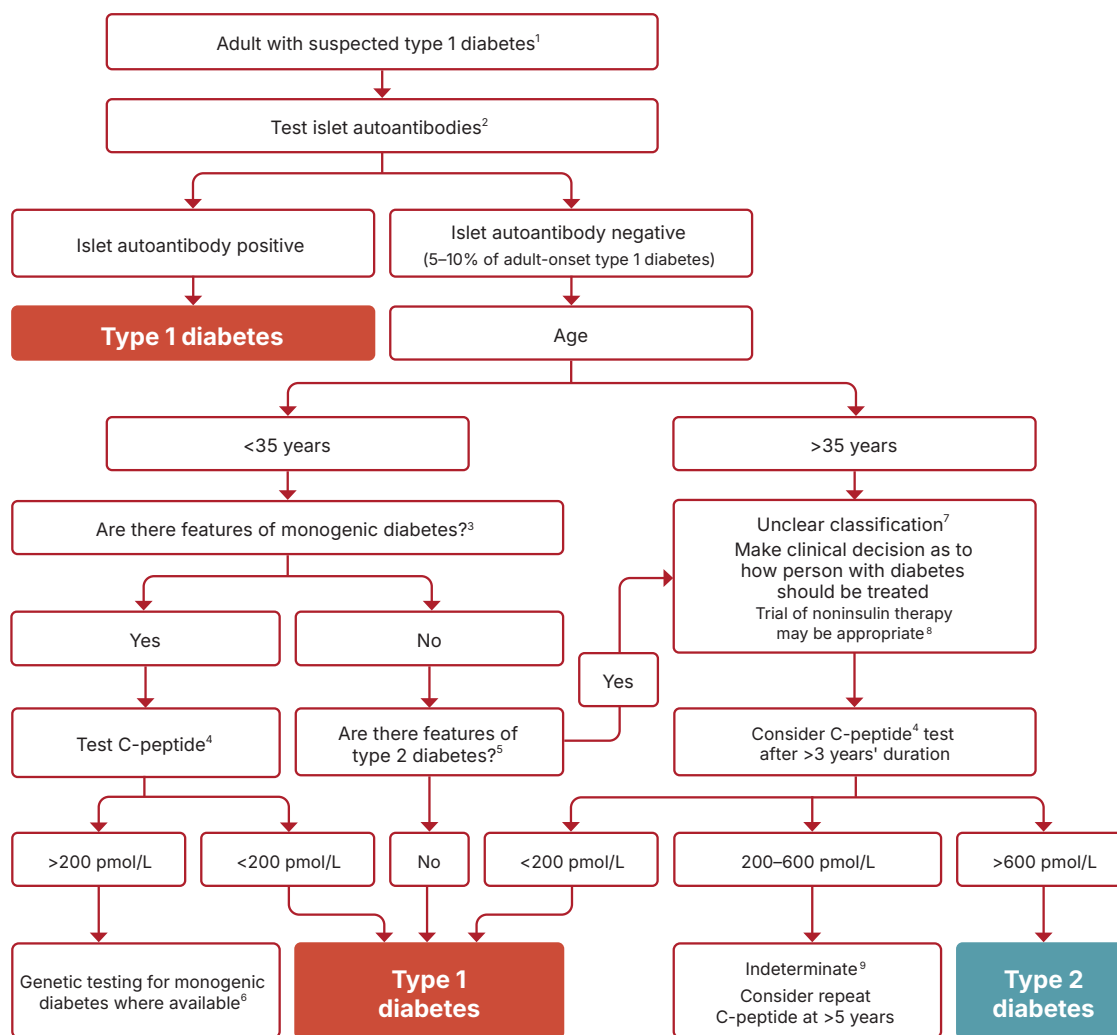 Adult with suspected type 1 diabetes¹
Test islet autoantibodies²
Islet autoantibody positive
Islet autoantibody negative
(5–10% of adult-onset type 1 diabetes)
Type 1 diabetes
Age
<35 years
>35 years
Are there features of monogenic diabetes?³
Unclear classification⁷
Make clinical decision as to
how person with diabetes
should be treated
Trial of noninsulin therapy
may be appropriate⁸
Yes
No
Yes
Test C-peptide⁴
Are there features of
type 2 diabetes?⁵
Consider C-peptide⁴ test
after >3 years' duration
>200 pmol/L
<200 pmol/L
No
<200 pmol/L
200–600 pmol/L
>600 pmol/L
Genetic testing for monogenic
diabetes where available⁶
Type 1
diabetes
Indeterminate⁹
Consider repeat
C-peptide at >5 years
Type 2
diabetes